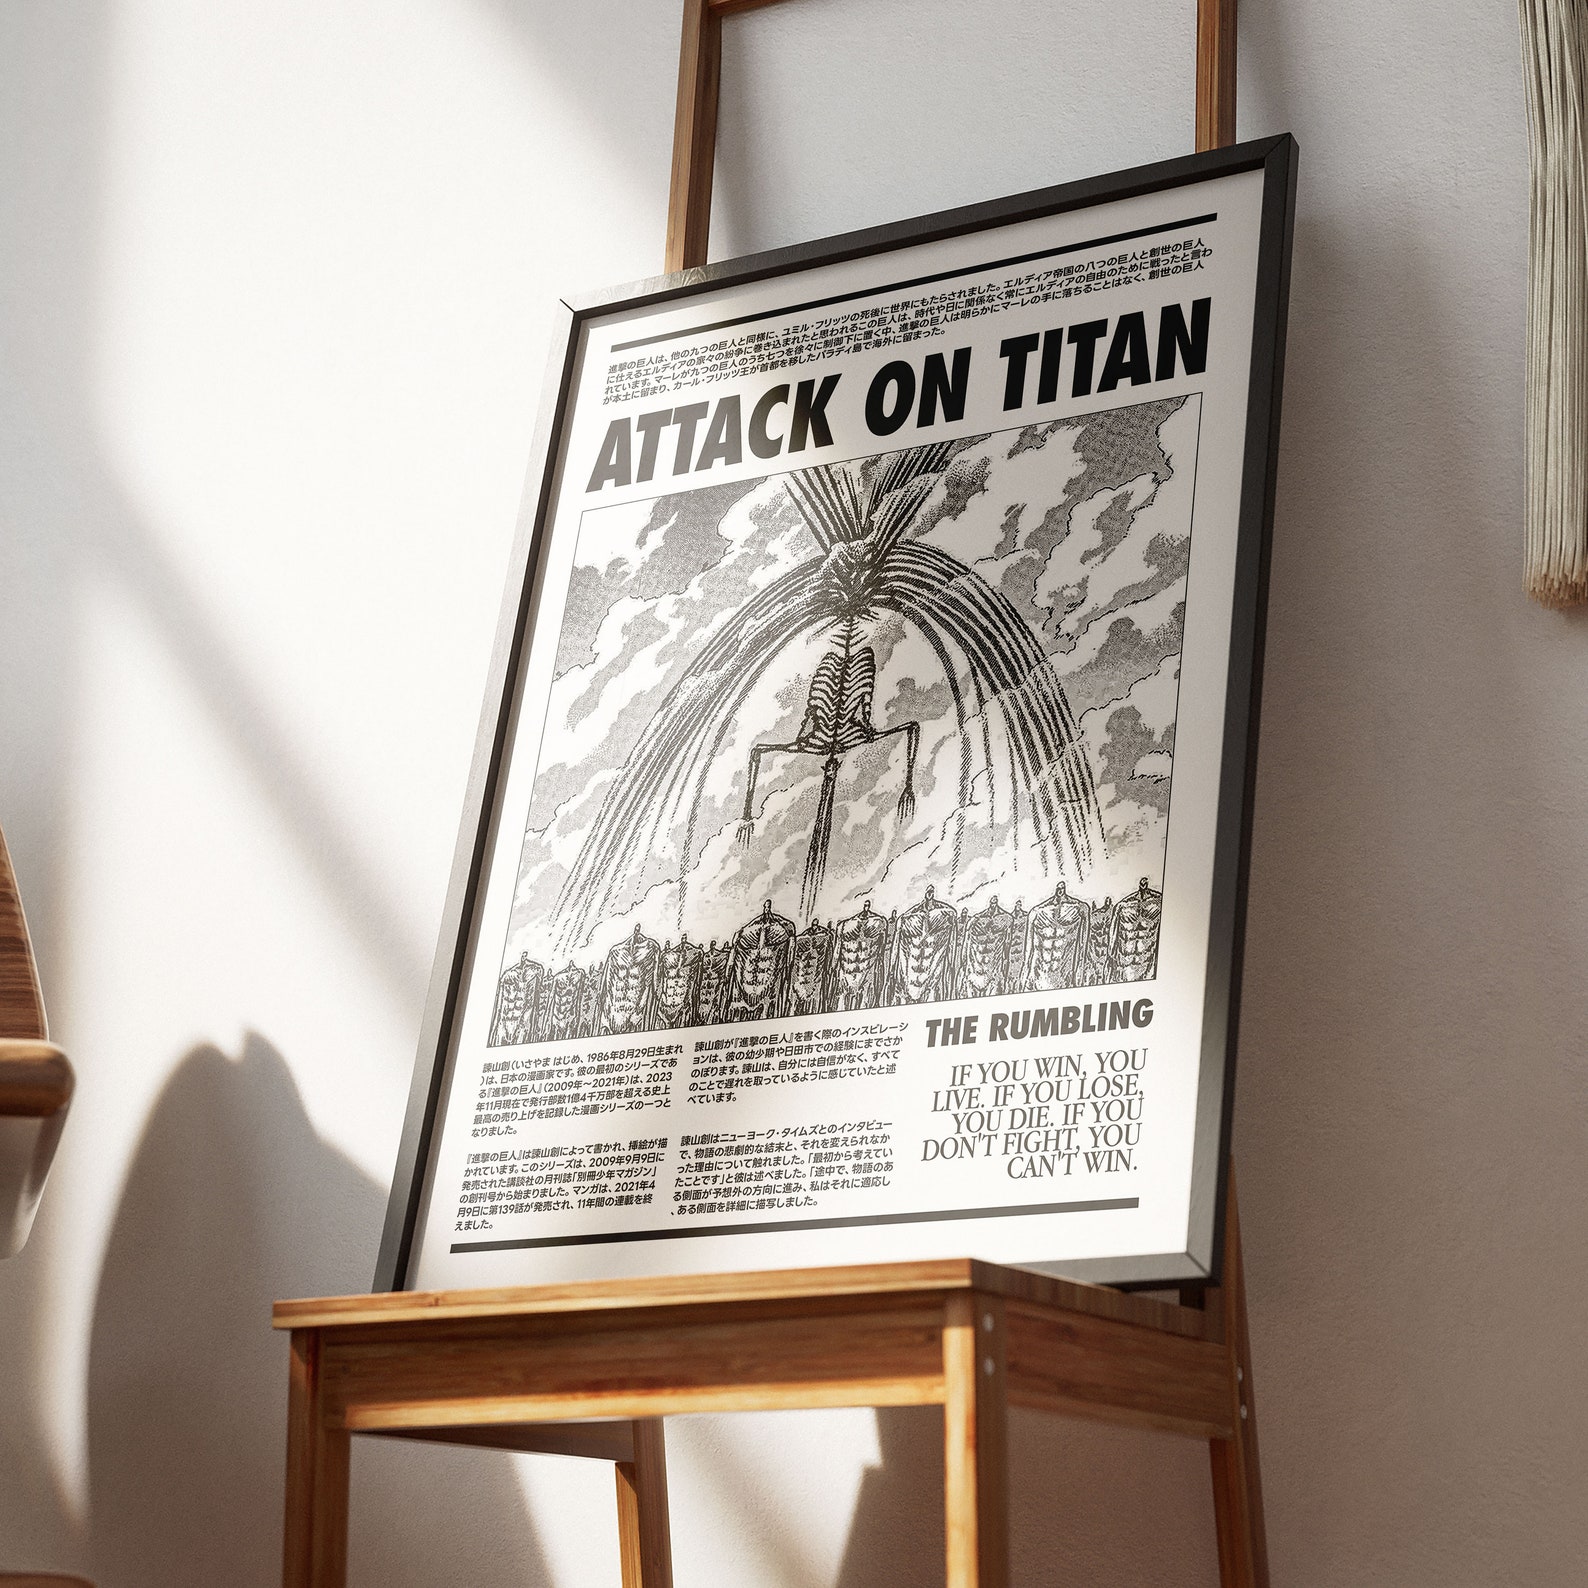 進撃の巨人は、他の九つの巨人と同様に、ユミル・フリッツの死後に世界にもたらされました。エルディア帝国の八つの巨人と創世の巨人
に仕えるエルディアの家々の紛争に巻き込まれたと思われるこの巨人は、時代や日に関係なく常にエルディアの自由のために戦ったと言わ
れています。マーレが九つの巨人のうち七つを徐々に制御下に置く中、進撃の巨人は明らかにマーレの手に落ちることはなく、創世の巨人
が本土に留まり、カール・フリッツ王が首都を移したパラディ島で海外に留まった。
ATTACK ON TITAN
諫山創(いさやま はじめ、1986年8月29日生まれ
)は、日本の漫画家です。彼の最初のシリーズであ
る『進撃の巨人』(2009年〜2021年)は、2023
年11月現在で発行部数1億4千万部を超える史上
最高の売り上げを記録した漫画シリーズの一つと
なりました。
『進撃の巨人』は諫山創によって書かれ、挿絵が描
かれています。このシリーズは、2009年9月9日に
発売された講談社の月刊誌「別冊少年マガジン」
の創刊号から始まりました。マンガは、2021年4
月9日に第139話が発売され、11年間の連載を終
えました。
諫山創が『進撃の巨人』を書く際のインスピレーシ
ョンは、彼の幼少期や日田市での経験にまでさか
のぼります。諫山は、自分には自信がなく、すべて
のことで遅れを取っているように感じていたと述
べています。
諫山創はニューヨーク・タイムズとのインタビュー
で、物語の悲劇的な結末と、それを変えられなか
った理由について触れました。「最初から考えてい
たことです」と彼は述べました。「途中で、物語のあ
る側面が予想外の方向に進み、私はそれに適応し
、ある側面を詳細に描写しました。
THE RUMBLING
IF YOU WIN, YOU
LIVE. IF YOU LOSE,
YOU DIE. IF YOU
DON'T FIGHT, YOU
CAN'T WIN.